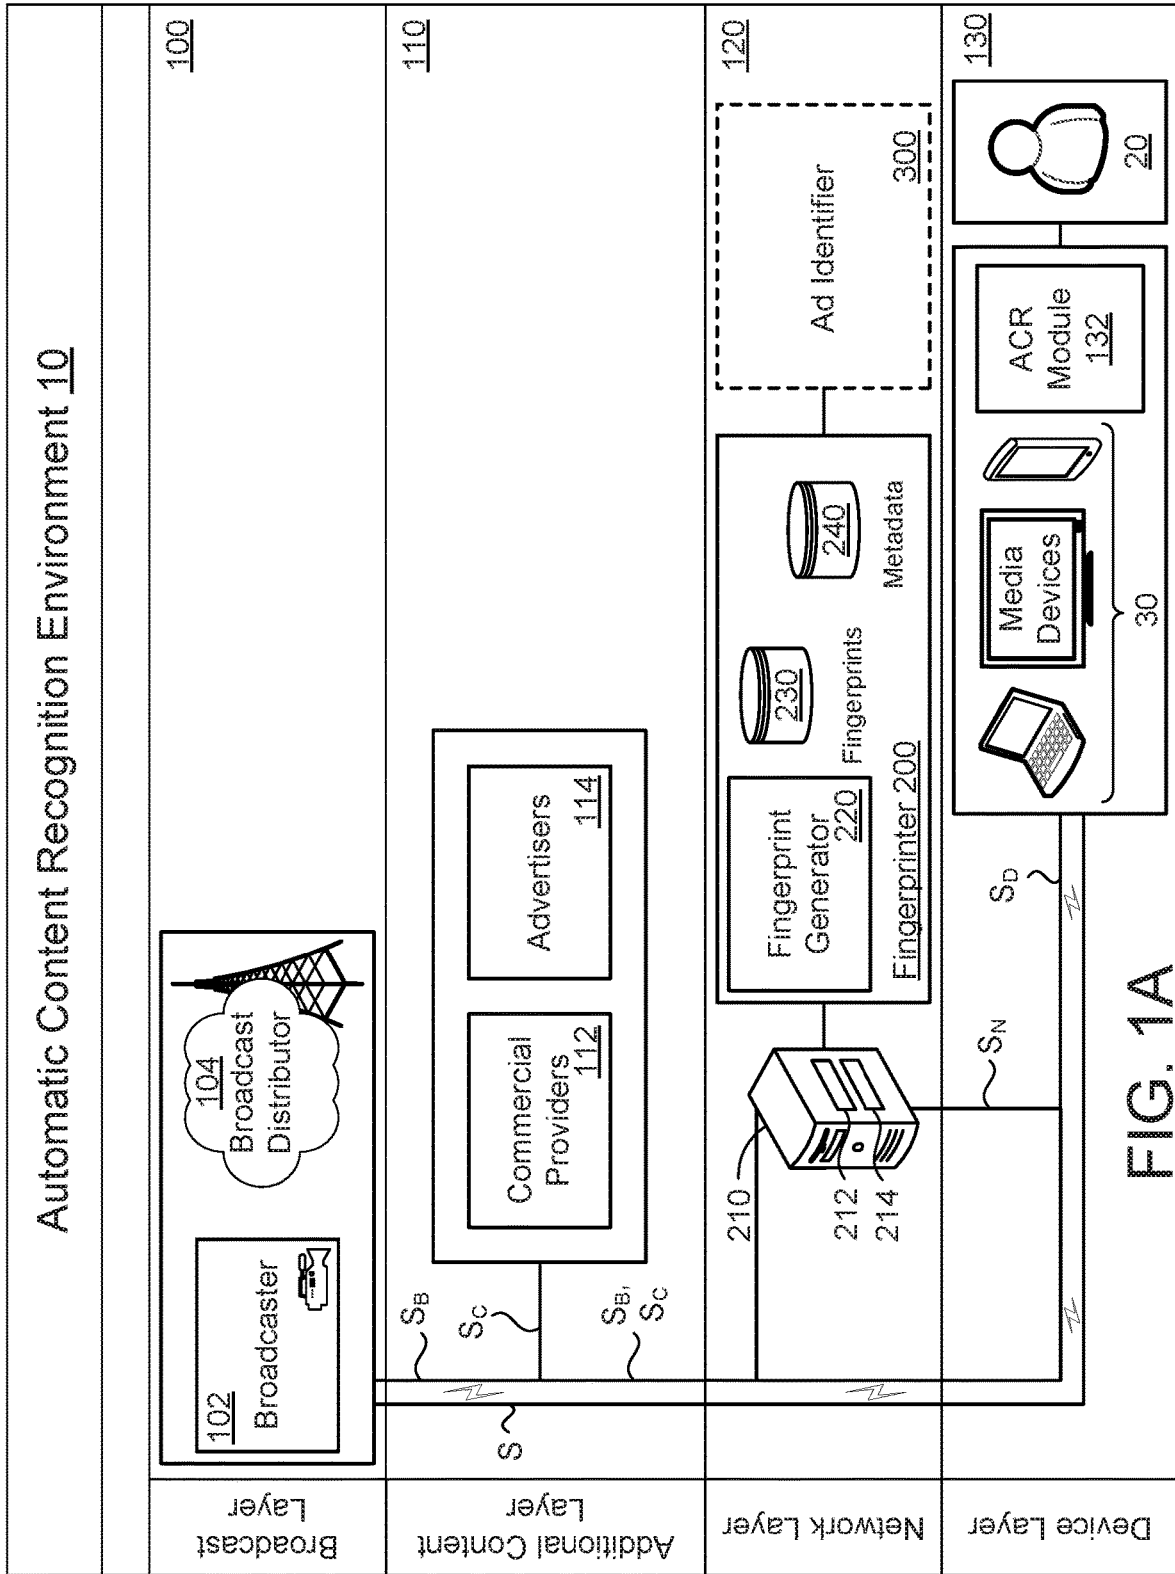 Automatic Content Recognition Environment 10
Broadcast
Layer
100
102
Broadcaster
104
Broadcast
Distributor
S
SB
Additional Content
Layer
110
SC
SB,
SC
Commercial
Providers
112
Advertisers
114
Network Layer
120
210
212
214
Fingerprint
Generator
220
Fingerprinter 200
230
Fingerprints
240
Metadata
Ad Identifier
300
SN
Device Layer
130
SD
Media
Devices
30
ACR
Module
132
20
FIG. 1A